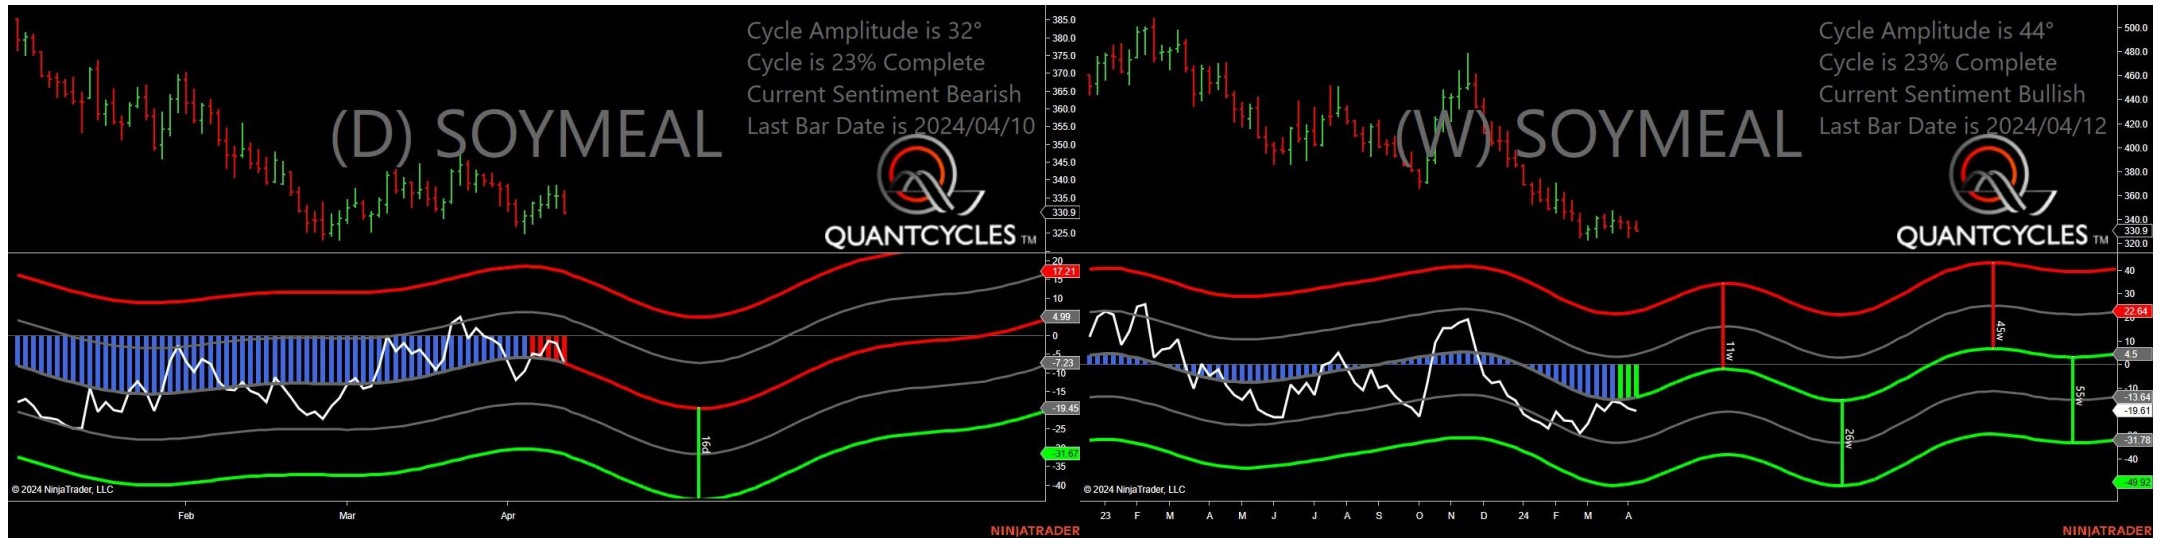 Cycle Amplitude is 32°
Cycle is 23% Complete
Current Sentiment Bearish
Last Bar Date is 2024/04/10
(D) SOYMEAL
QUANTCYCLES TM
385.0
380.0
375.0
370.0
365.0
360.0
355.0
350.0
345.0
340.0
335.0
330.9
325.0
20
17.21
15
10
4.99
0
-5
-7.23
-10
-15
-19.45
-25
-31.67
-35
-40
16d
© 2024 NinjaTrader, LLC
Feb Mar Apr
NINJATRADER
Cycle Amplitude is 44°
Cycle is 23% Complete
Current Sentiment Bullish
Last Bar Date is 2024/04/12
(W) SOYMEAL
QUANTCYCLES TM
500.0
480.0
460.0
440.0
420.0
400.0
380.0
360.0
340.0
330.9
320.0
40
30
22.64
20
10
4.5
0
-10
-13.64
-19.61
-31.78
-40
-49.92
11w
26w
45w
55w
© 2024 NinjaTrader, LLC
23 F M A M J J A S O N D 24 F M A
NINJATRADER